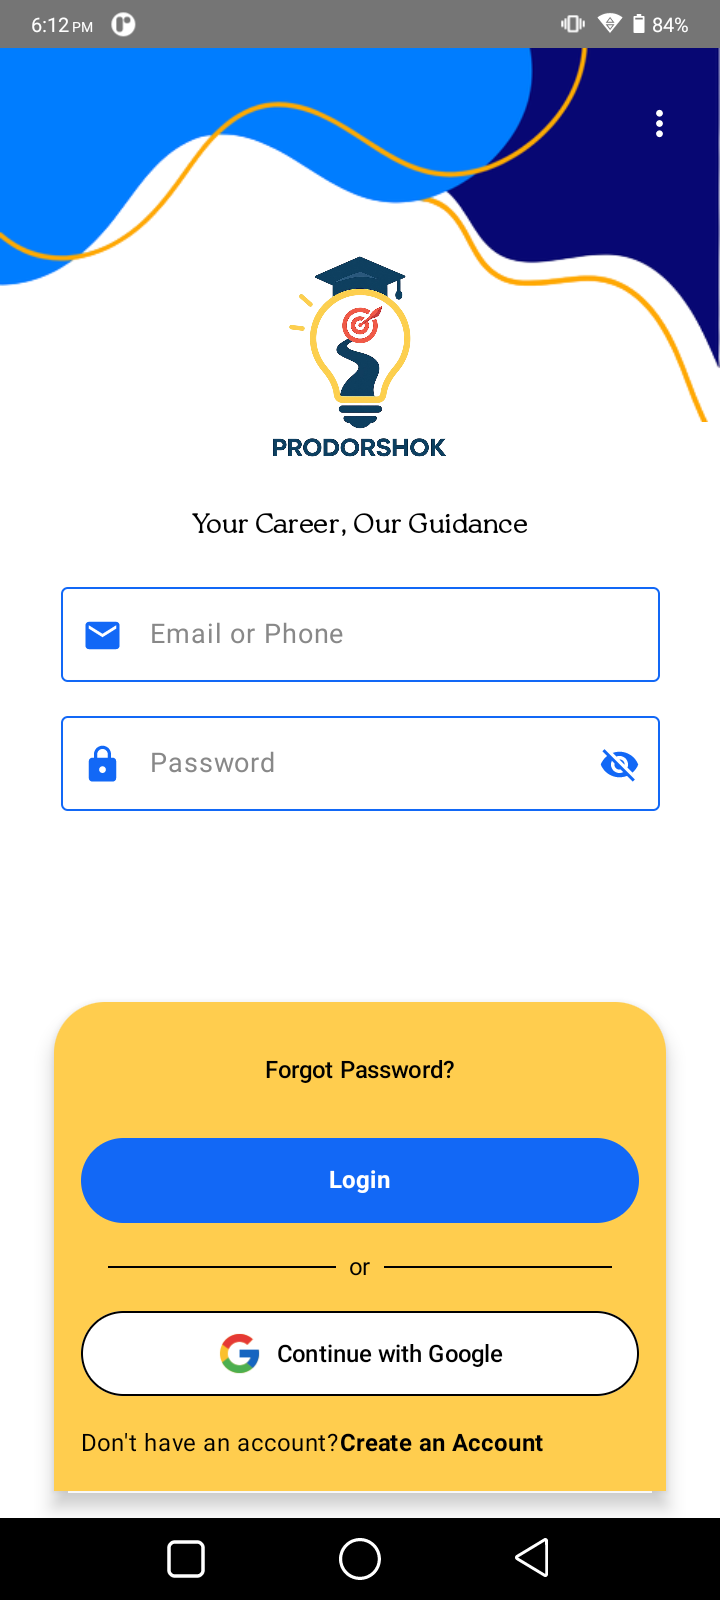 6:12 PM
84%
PRODORSHOK
Your Career, Our Guidance
Email or Phone
Password
Forgot Password?
Login
or
Continue with Google
Don't have an account?Create an Account